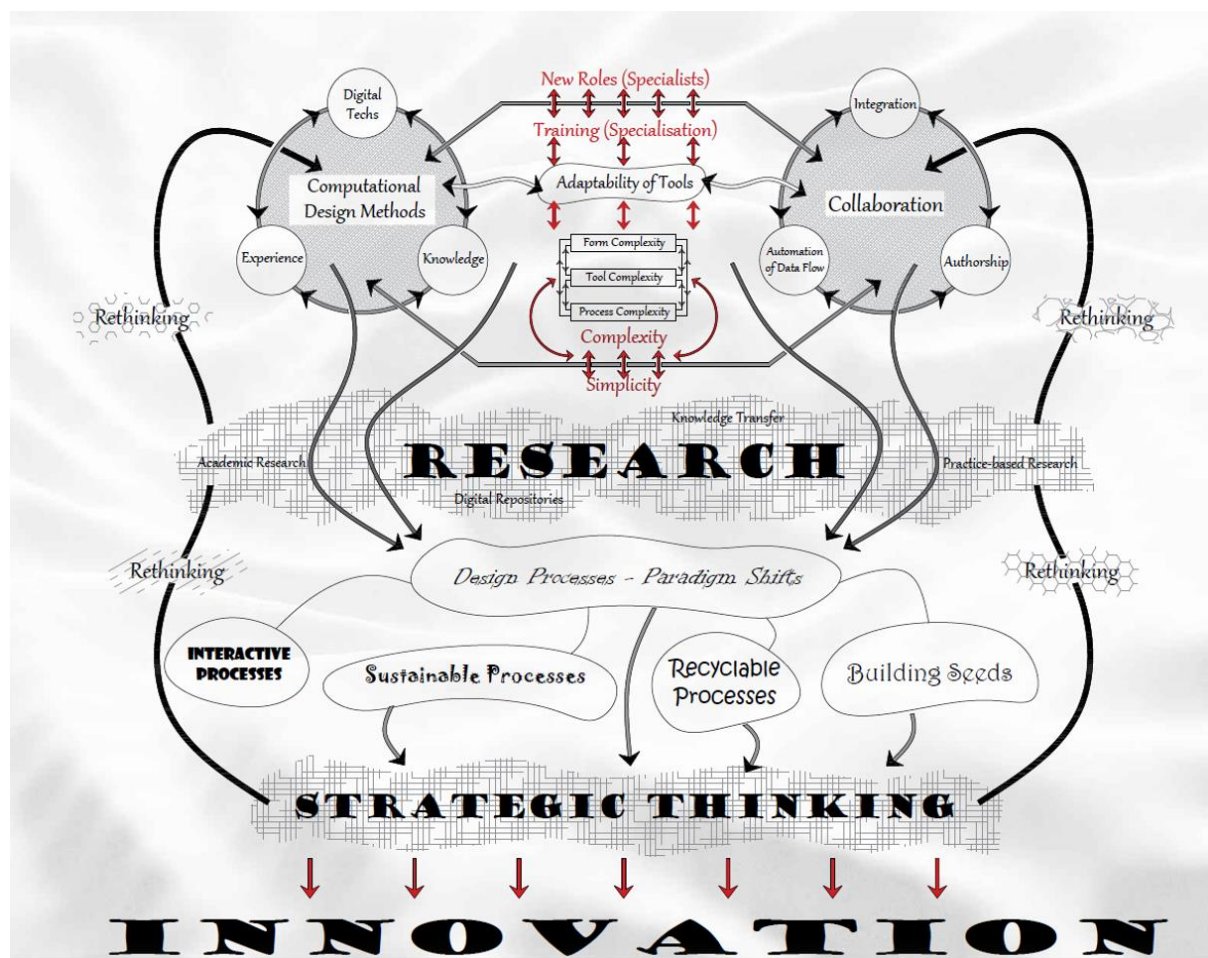 New Roles (Specialists)
Digital
Techs
Integration
Training (Specialisation)
Computational
Design Methods
Adaptability of Tools
Collaboration
Form Complexity
Experience
Knowledge
Automation
of Data Flow
Authorship
Tool Complexity
Process Complexity
Rethinking
Rethinking
Complexity
Simplicity
Knowledge Transfer
Academic Research
RESEARCH
Practice-based Research
Digital Repositories
Rethinking
Design Processes - Paradigm Shifts
Rethinking
INTERACTIVE
PROCESSES
Sustainable Processes
Recyclable
Processes
Building Seeds
STRATEGIC THINKING
INNOVATION